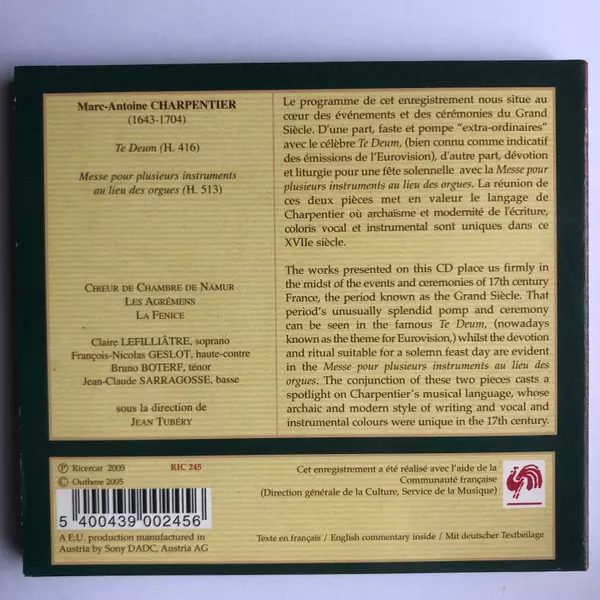 Marc-Antoine CHARPENTIER
(1643-1704)
Te Deum (H. 416)
Messe pour plusieurs instruments
au lieu des orgues (H. 513)
CHŒUR DE CHAMBRE DE NAMUR
LES AGRÉMENS
LA FENICE
Claire LEFILLIÂTRE, soprano
François-Nicolas GESLOT, haute-contre
Bruno BOTERF, ténor
Jean-Claude SARRAGOSSE, basse
sous la direction de
JEAN TUBÉRY
Le programme de cet enregistrement nous situe au
cœur des événements et des cérémonies du Grand
Siècle. D'une part, faste et pompe "extra-ordinaires"
avec le célèbre Te Deum, (bien connu comme indicatif
des émissions de l'Eurovision), d'autre part, dévotion
et liturgie pour une fête solennelle avec la Messe pour
plusieurs instruments au lieu des orgues. La réunion de
ces deux pièces met en valeur le langage de
Charpentier où archaïsme et modernité de l'écriture,
coloris vocal et instrumental sont uniques dans ce
XVIIe siècle.
The works presented on this CD place us firmly in
the midst of the events and ceremonies of 17th century
France, the period known as the Grand Siècle. That
period's unusually splendid pomp and ceremony
can be seen in the famous Te Deum, (nowadays
known as the theme for Eurovision,) whilst the devotion
and ritual suitable for a solemn feast day are evident
in the Messe pour plusieurs instruments au lieu des
orgues. The conjunction of these two pieces casts a
spotlight on Charpentier's musical language, whose
archaic and modern style of writing and vocal and
instrumental colours were unique in the 17th century.
℗ Ricercar 2005 RIC 245
© Outhene 2005
5 400439 002456
A E.U. production manufactured in
Austria by Sony DADC, Austria AG
Cet enregistrement a été réalisé avec l'aide de la
Communauté française
(Direction générale de la Culture, Service de la Musique)
Texte en français / English commentary inside / Mit deutscher Textbeilage